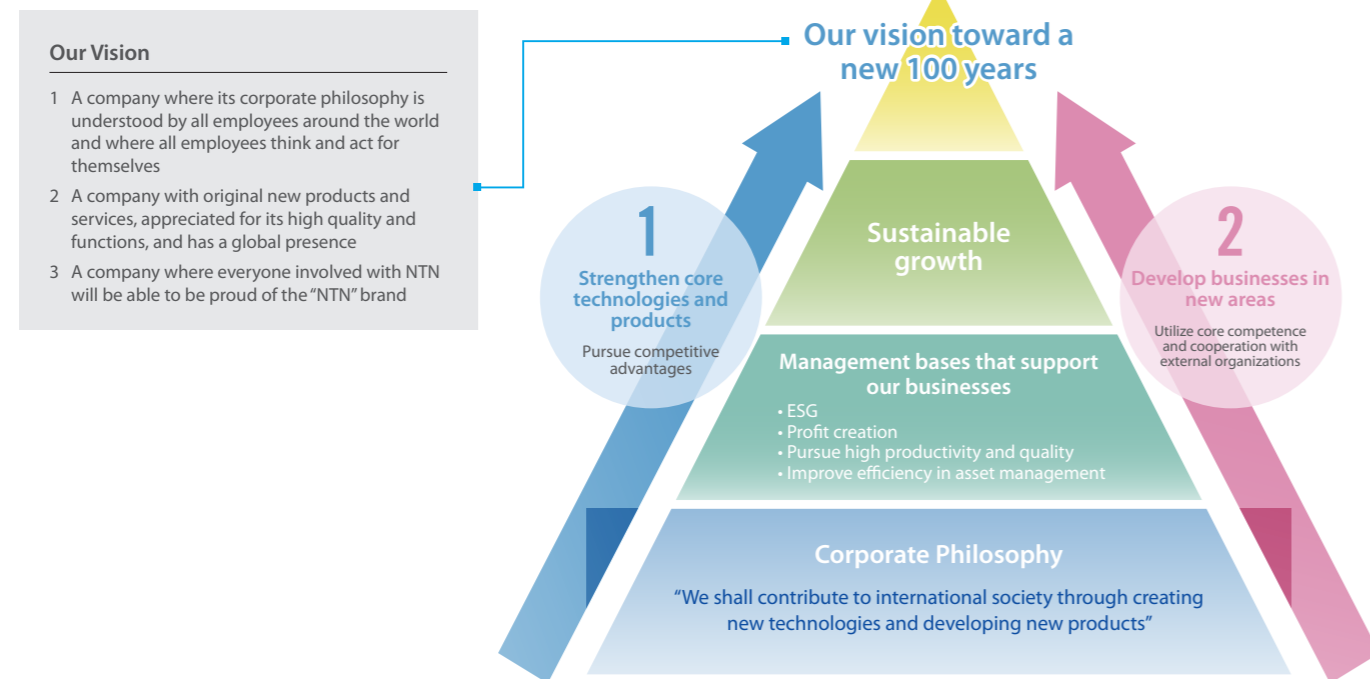 Our Vision
1 A company where its corporate philosophy is
understood by all employees around the world
and where all employees think and act for
themselves
2 A company with original new products and
services, appreciated for its high quality and
functions, and has a global presence
3 A company where everyone involved with NTN
will be able to be proud of the “NTN” brand
Our vision toward a
new 100 years
1
Strengthen core
technologies and
products
Pursue competitive
advantages
Sustainable
growth
2
Develop businesses in
new areas
Utilize core competence
and cooperation with
external organizations
Management bases that support
our businesses
• ESG
• Profit creation
• Pursue high productivity and quality
• Improve efficiency in asset management
Corporate Philosophy
“We shall contribute to international society through creating
new technologies and developing new products”